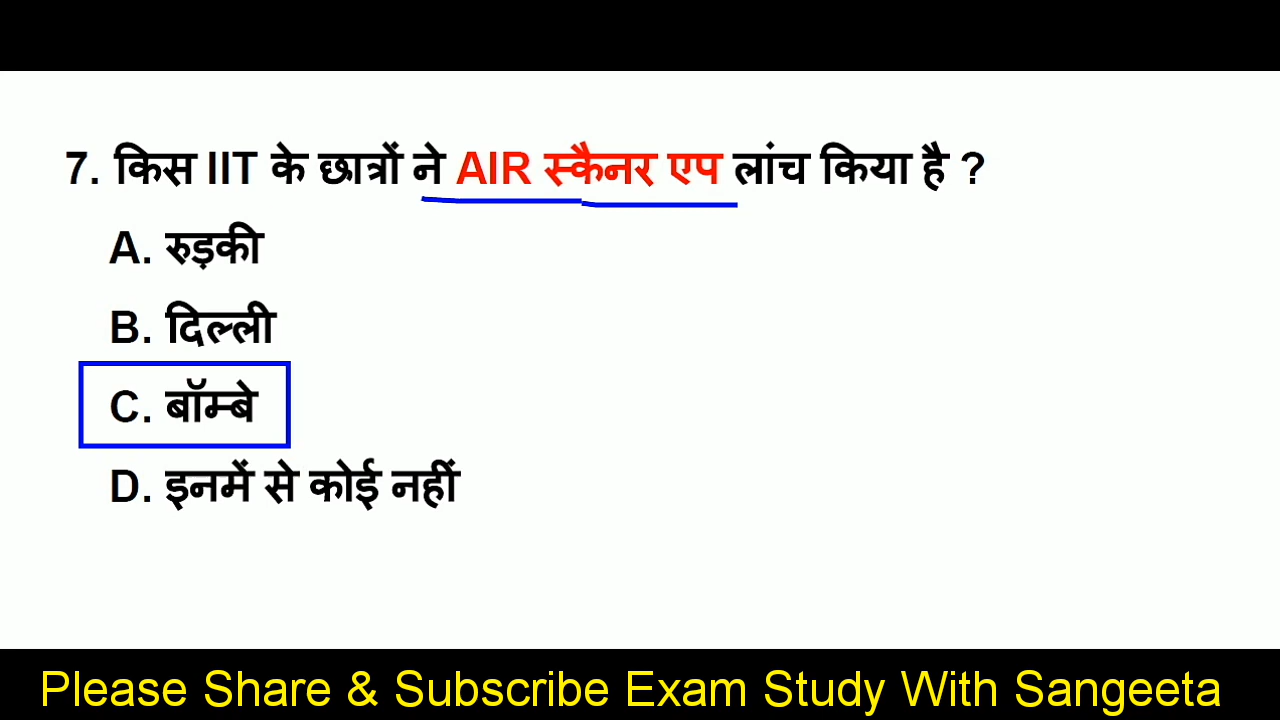 7. किस IIT के छात्रों ने AIR स्कैनर एप लांच किया है ?
A. रुड़की
B. दिल्ली
C. बॉम्बे
D. इनमें से कोई नहीं
Please Share & Subscribe Exam Study With Sangeeta